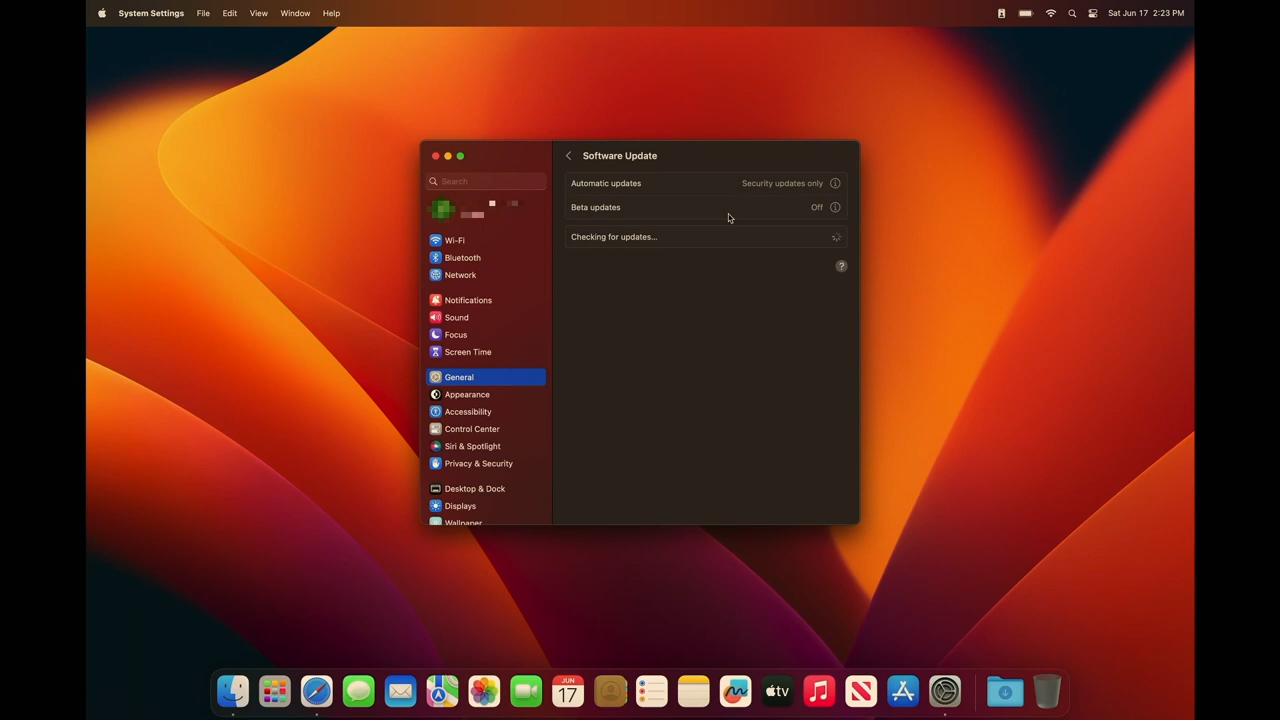 System Settings File Edit View Window Help Sat Jun 17 2:23 PM
Software Update
Search
Automatic updates Security updates only
Beta updates Off
Checking for updates...
?
Wi-Fi
Bluetooth
Network
Notifications
Sound
Focus
Screen Time
General
Appearance
Accessibility
Control Center
Siri & Spotlight
Privacy & Security
Desktop & Dock
Displays
Wallpaper
JUN
17
tv